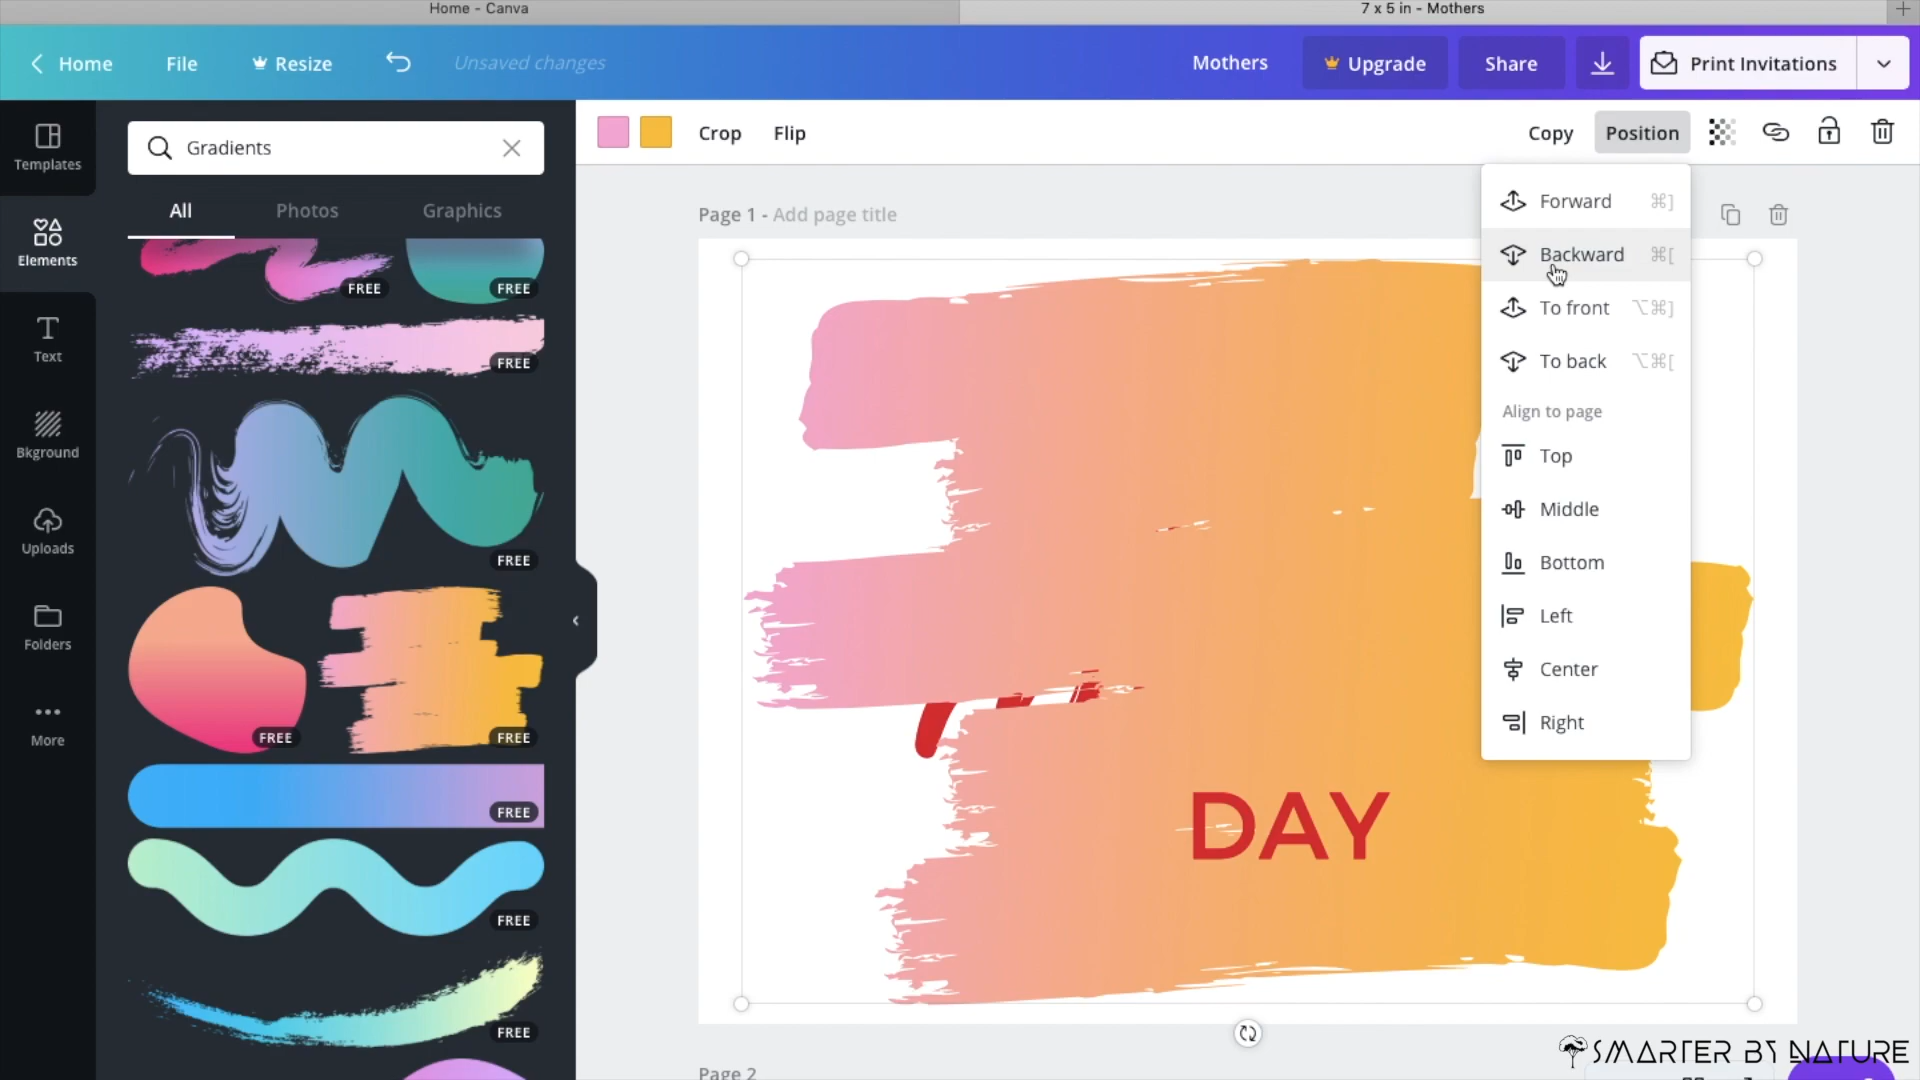 Home - Canva
7 x 5 in - Mothers
Home
File
Resize
Unsaved changes
Mothers
Upgrade
Share
Print Invitations
Templates
Elements
Text
Bkground
Uploads
Folders
More
Gradients
All
Photos
Graphics
FREE
FREE
FREE
FREE
FREE
FREE
FREE
FREE
FREE
Crop
Flip
Copy
Position
Page 1 - Add page title
Forward ⌘]
Backward ⌘[
To front ⌥⌘]
To back ⌥⌘[
Align to page
Top
Middle
Bottom
Left
Center
Right
DAY
Page 2
SMARTER BY NATURE